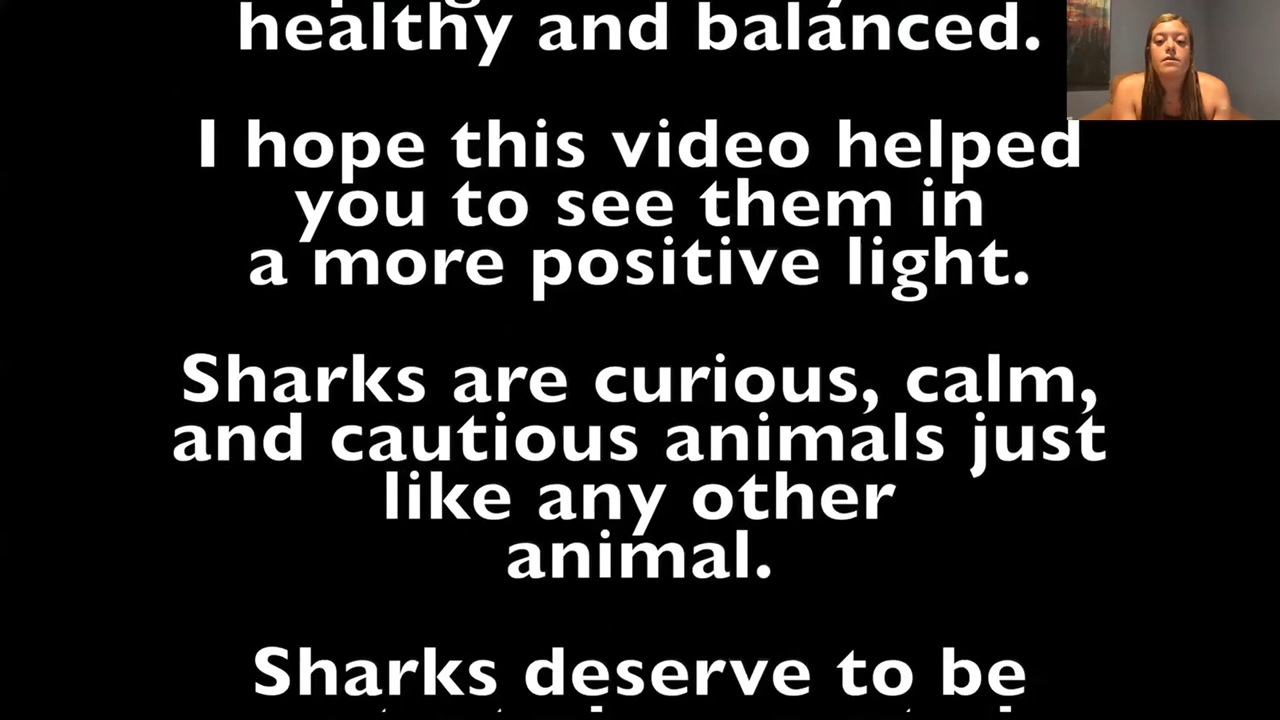 healthy and balanced.
I hope this video helped
you to see them in
a more positive light.
Sharks are curious, calm,
and cautious animals just
like any other
animal.
Sharks deserve to be